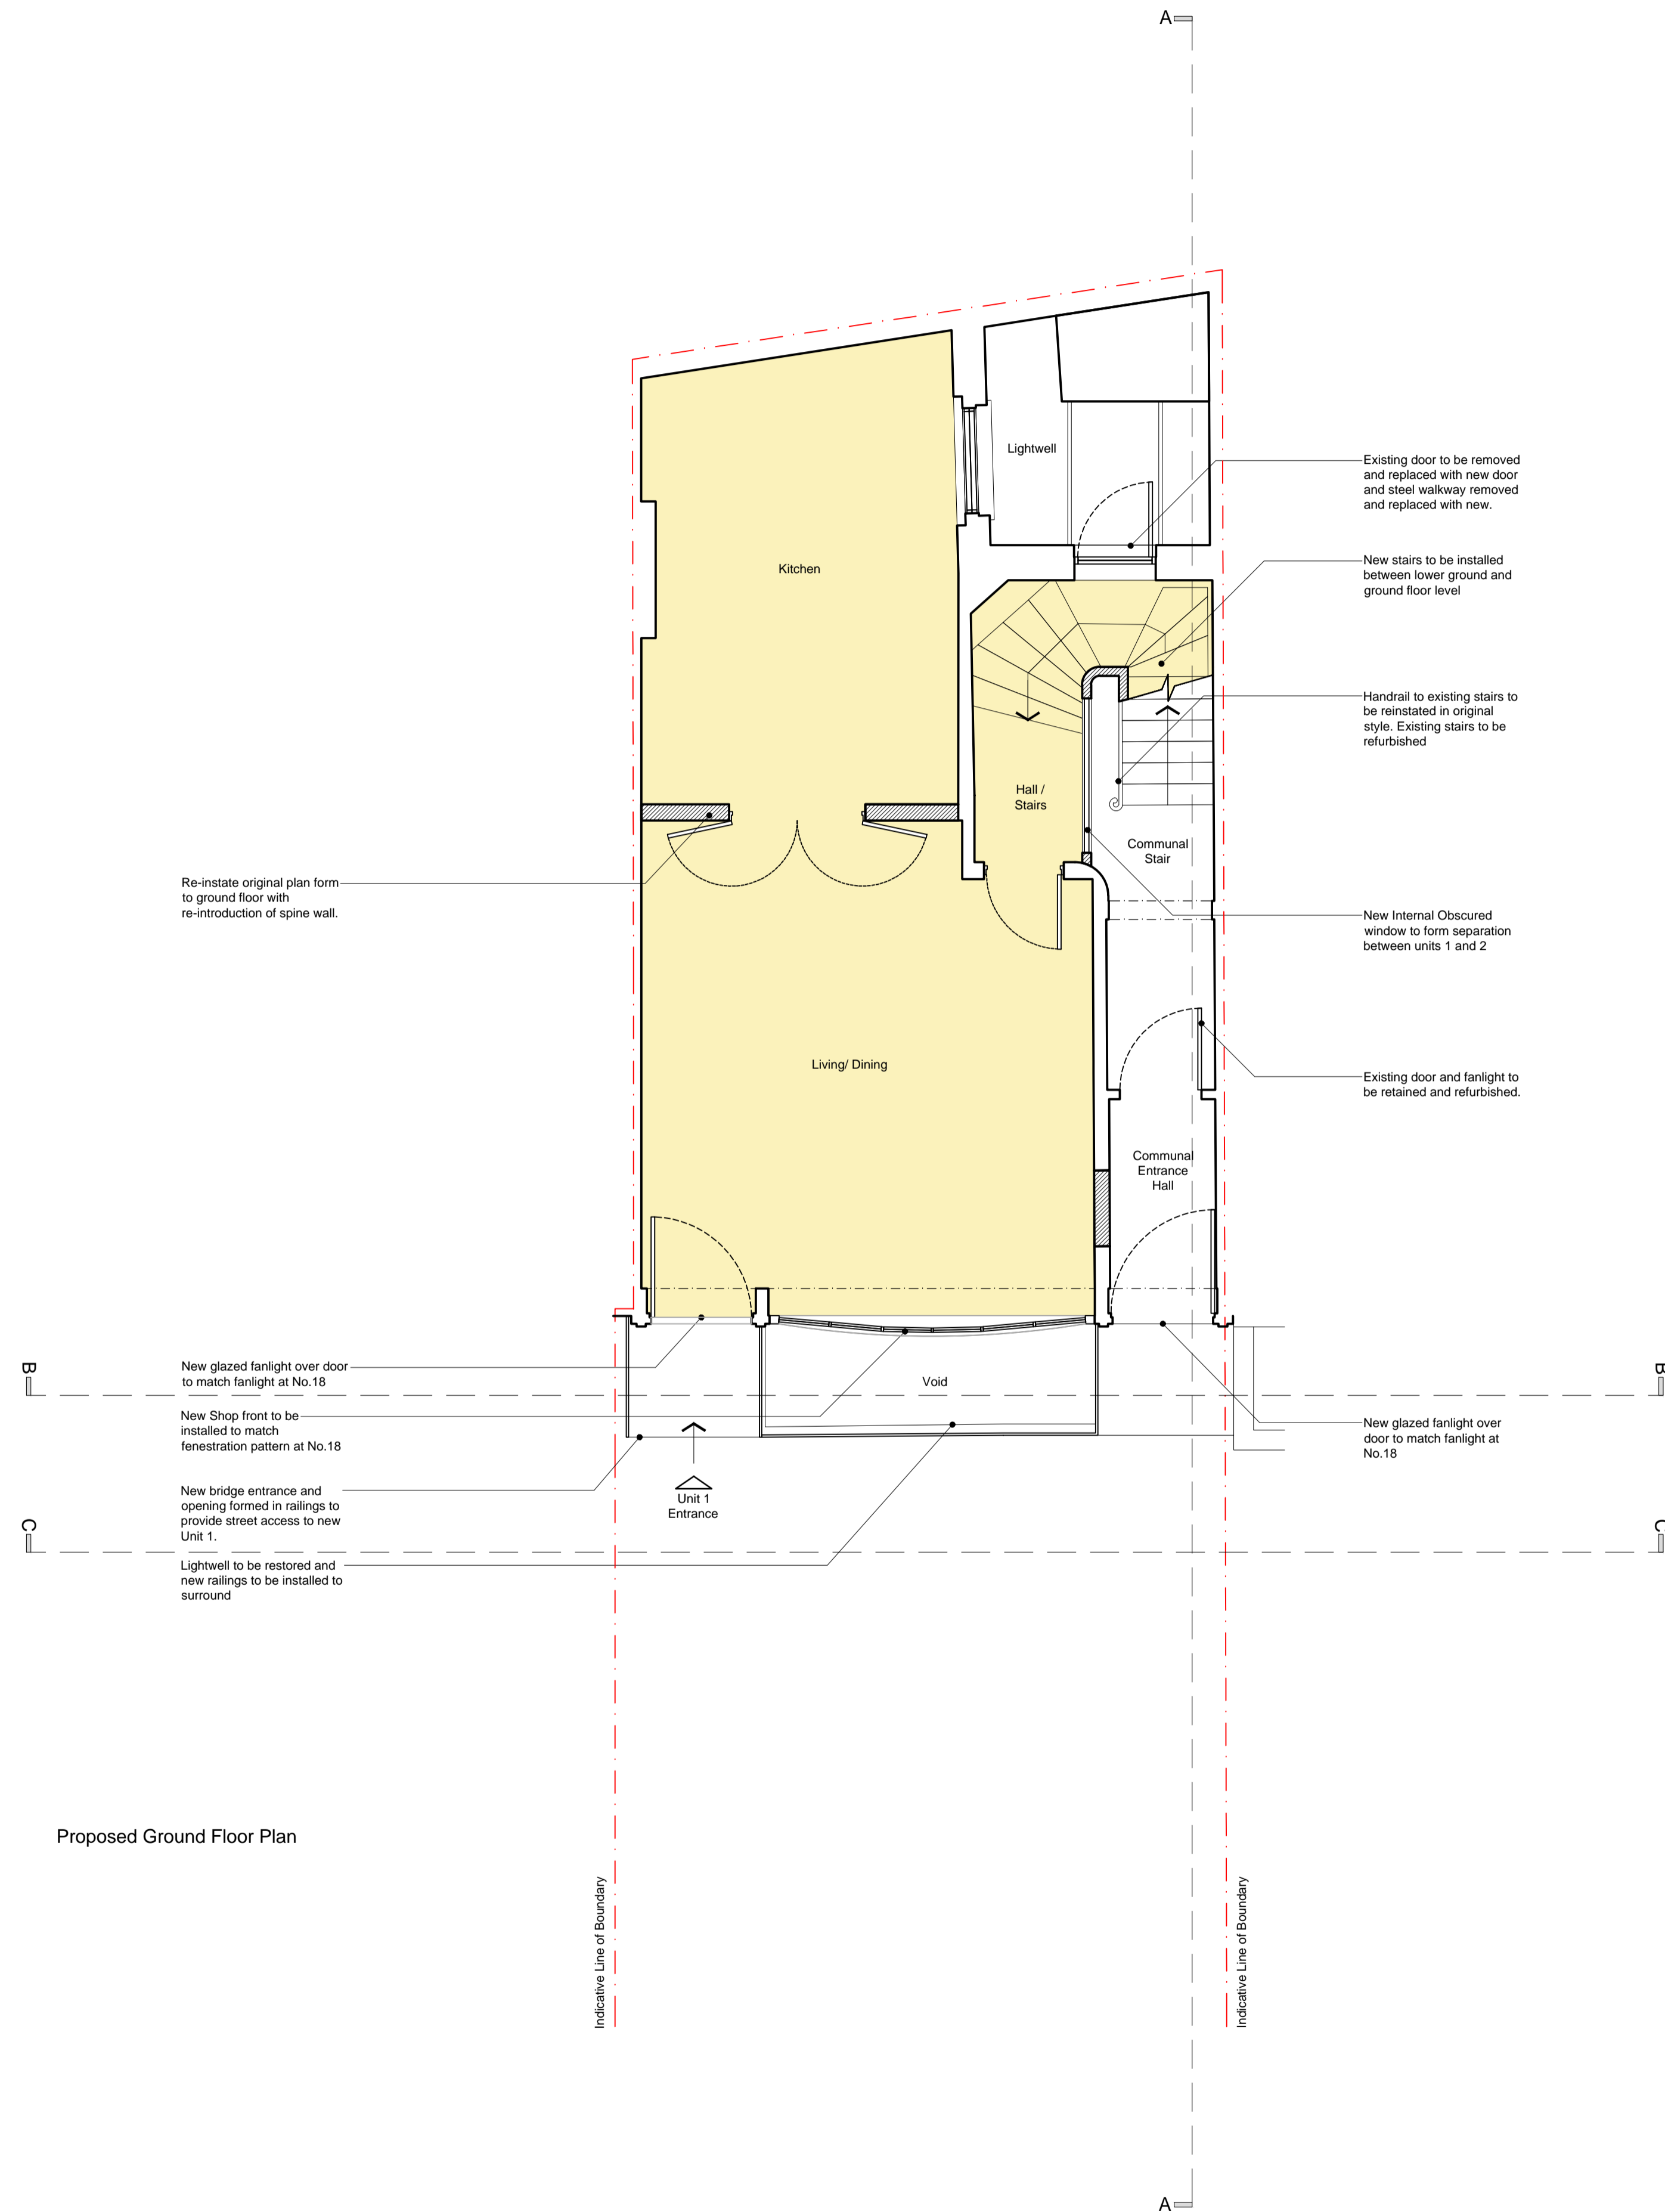 A
Lightwell
Existing door to be removed
and replaced with new door
and steel walkway removed
and replaced with new.
Kitchen
New stairs to be installed
between lower ground and
ground floor level
Handrail to existing stairs to
be reinstated in original
style. Existing stairs to be
refurbished
Hall /
Stairs
Communal
Stair
Re-instate original plan form
to ground floor with
re-introduction of spine wall.
New Internal Obscured
window to form separation
between units 1 and 2
Living/ Dining
Existing door and fanlight to
be retained and refurbished.
Communal
Entrance
Hall
B
B
New glazed fanlight over door
to match fanlight at No.18
Void
New Shop front to be
installed to match
fenestration pattern at No.18
New glazed fanlight over
door to match fanlight at
No.18
New bridge entrance and
opening formed in railings to
provide street access to new
Unit 1.
Unit 1
Entrance
C
C
Lightwell to be restored and
new railings to be installed to
surround
Proposed Ground Floor Plan
Indicative Line of Boundary
Indicative Line of Boundary
A